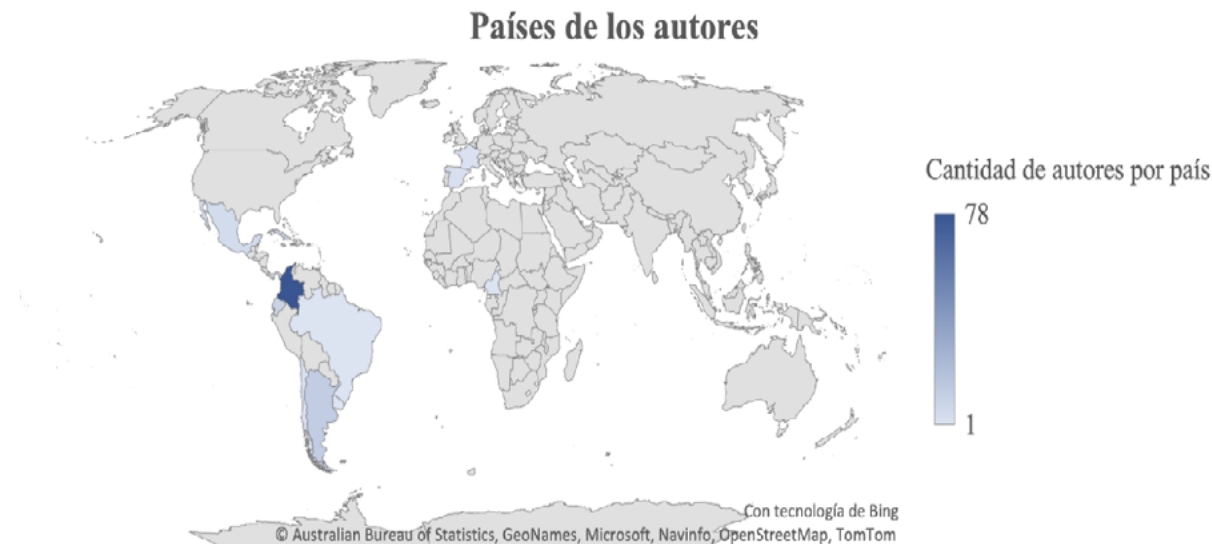 Países de los autores
Cantidad de autores por país
78
1
Con tecnología de Bing
© Australian Bureau of Statistics, GeoNames, Microsoft, Navinfo, OpenStreetMap, TomTom